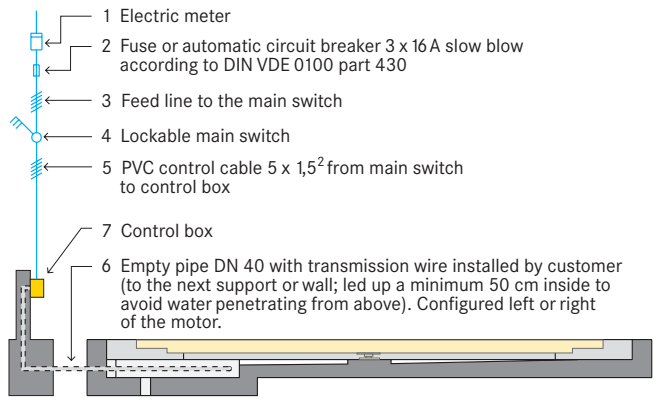 1 Electric meter
2 Fuse or automatic circuit breaker 3 x 16 A slow blow
according to DIN VDE 0100 part 430
3 Feed line to the main switch
4 Lockable main switch
5 PVC control cable 5 x 1,5² from main switch
to control box
7 Control box
6 Empty pipe DN 40 with transmission wire installed by customer
(to the next support or wall; led up a minimum 50 cm inside to
avoid water penetrating from above). Configured left or right
of the motor.